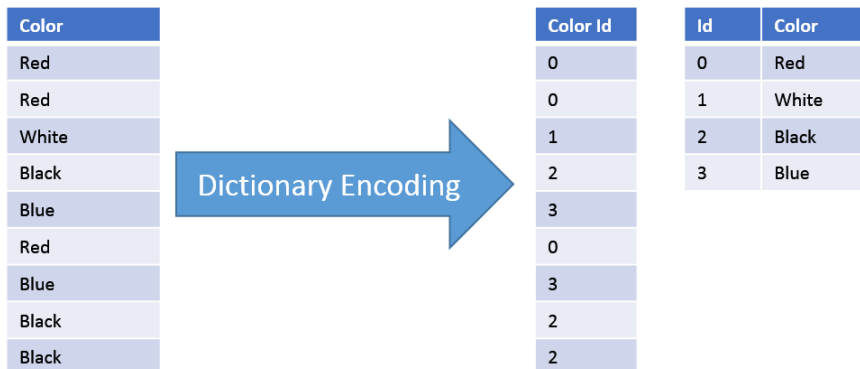 Color
Red
Red
White
Black
Blue
Red
Blue
Black
Black
Dictionary Encoding
Color Id
0
0
1
2
3
0
3
2
2
Id Color
0 Red
1 White
2 Black
3 Blue